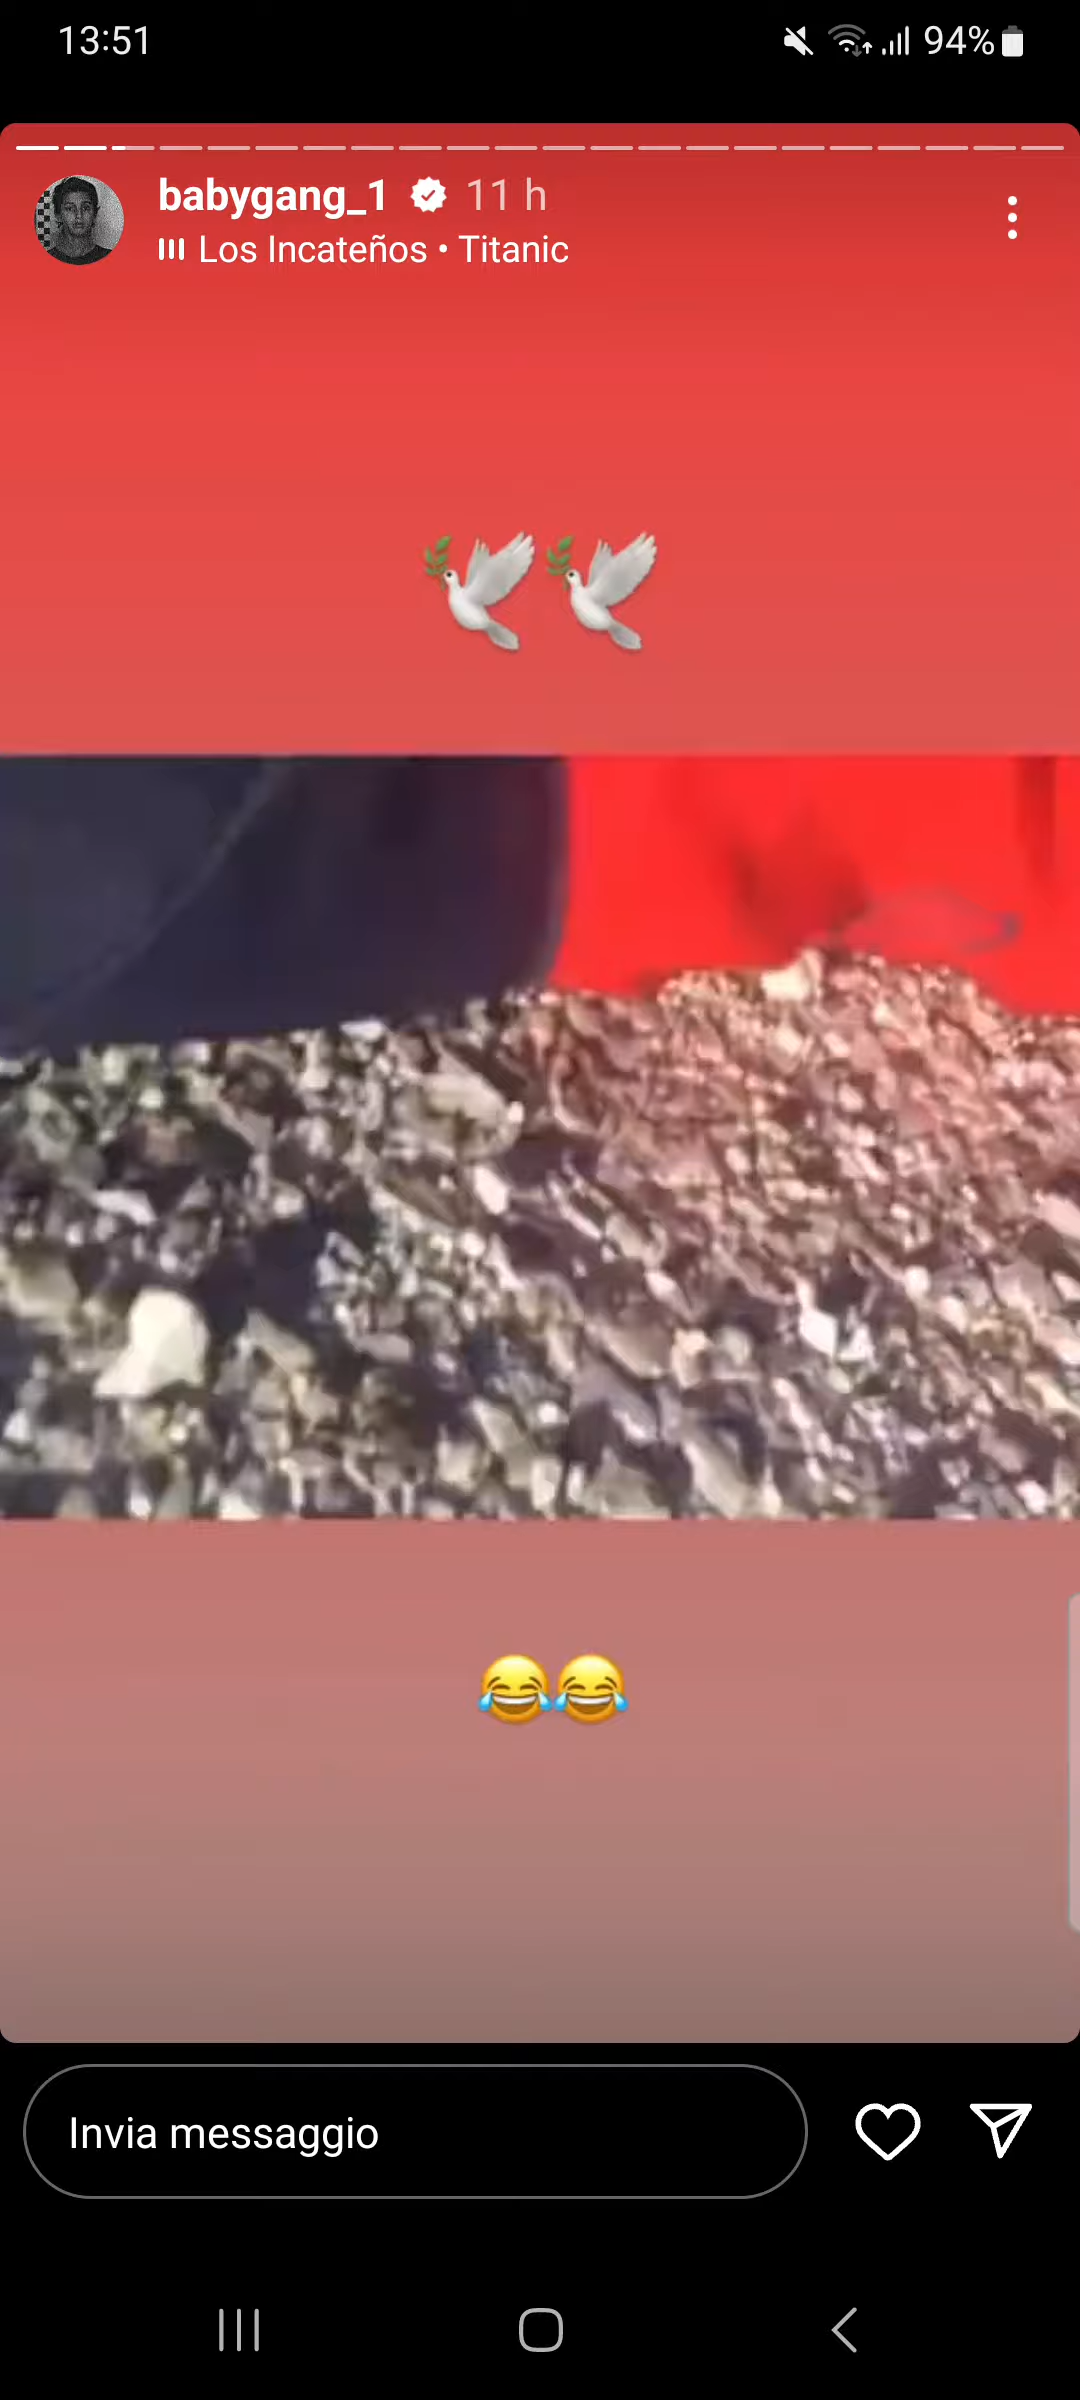 13:51
94%
babygang_1 11 h
Los Incateños • Titanic
🕊️🕊️
😂😂
Invia messaggio